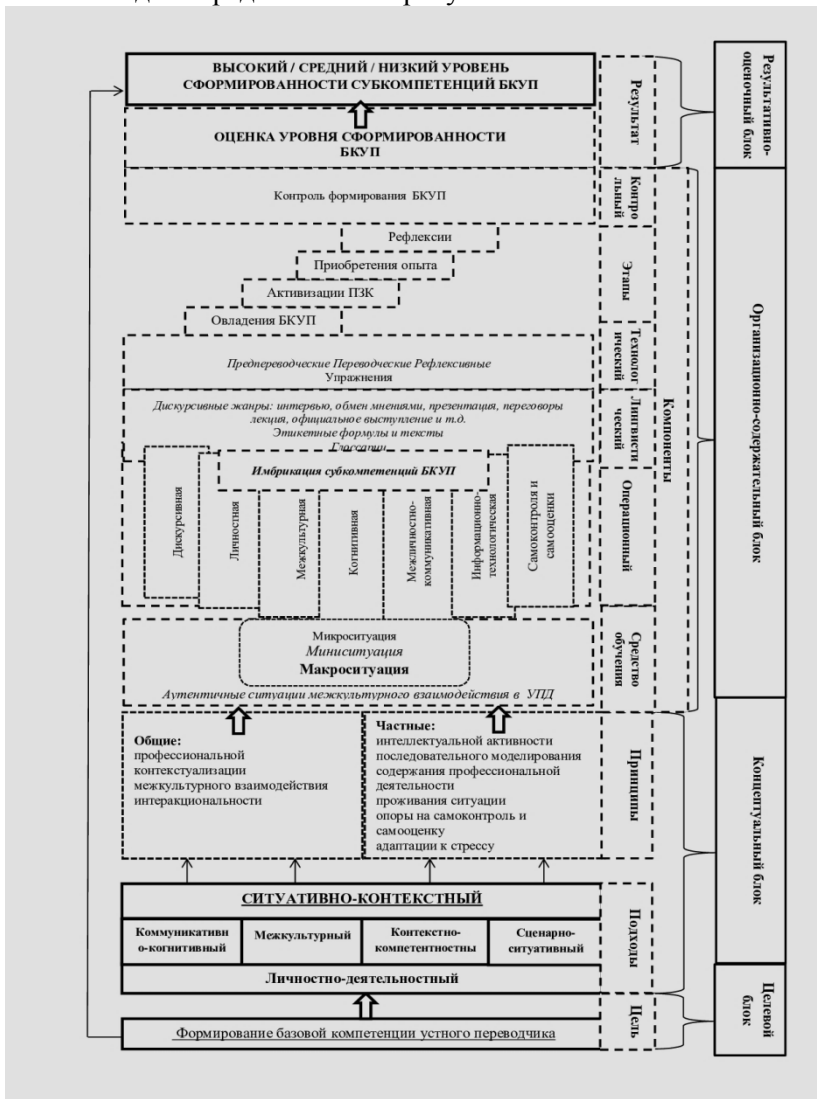 ВЫСОКИЙ / СРЕДНИЙ / НИЗКИЙ УРОВЕНЬ
СФОРМИРОВАННОСТИ СУБКОМПЕТЕНЦИЙ БКУП
ОЦЕНКА УРОВНЯ СФОРМИРОВАННОСТИ
БКУП
Результат
Результативно-
оценочный блок
Контроль формирования БКУП
Контро
льный
Рефлексии
Приобретения опыта
Активизации ПЗК
Овладения БКУП
Этапы
Предпереводческие Переводческие Рефлексивные
Упражнения
Технолог
ический
Дискурсивные жанры: интервью, обмен мнениями, презентация, переговоры
лекция, официальное выступление и т.д.
Этикетные формулы и тексты
Глоссарии
Лингвисти
ческий
Имбрикация субкомпетенций БКУП
Дискурсивная
Личностная
Межкультурная
Когнитивная
Межличностно-
коммуникативная
Информационно-
технологическая
Самоконтроля и
самооценки
Операционный
Компоненты
Организационно-содержательный блок
Микроситуация
Миниситуация
Макроситуация
Аутентичные ситуации межкультурного взаимодействия в УПД
Средство
обучения
Общие:
профессиональной
контекстуализации
межкультурного взаимодействия
интеракциональности
Частные:
интеллектуальной активности
последовательного моделирования
содержания профессиональной
деятельности
проживания ситуации
опоры на самоконтроль и
самооценку
адаптации к стрессу
Принципы
Концептуальный блок
СИТУАТИВНО-КОНТЕКСТНЫЙ
Коммуникативн
о-когнитивный
Межкультурный
Контекстно-
компетентностны
Сценарно-
ситуативный
Личностно-деятельностный
Подходы
Формирование базовой компетенции устного переводчика
Цель
Целевой
блок